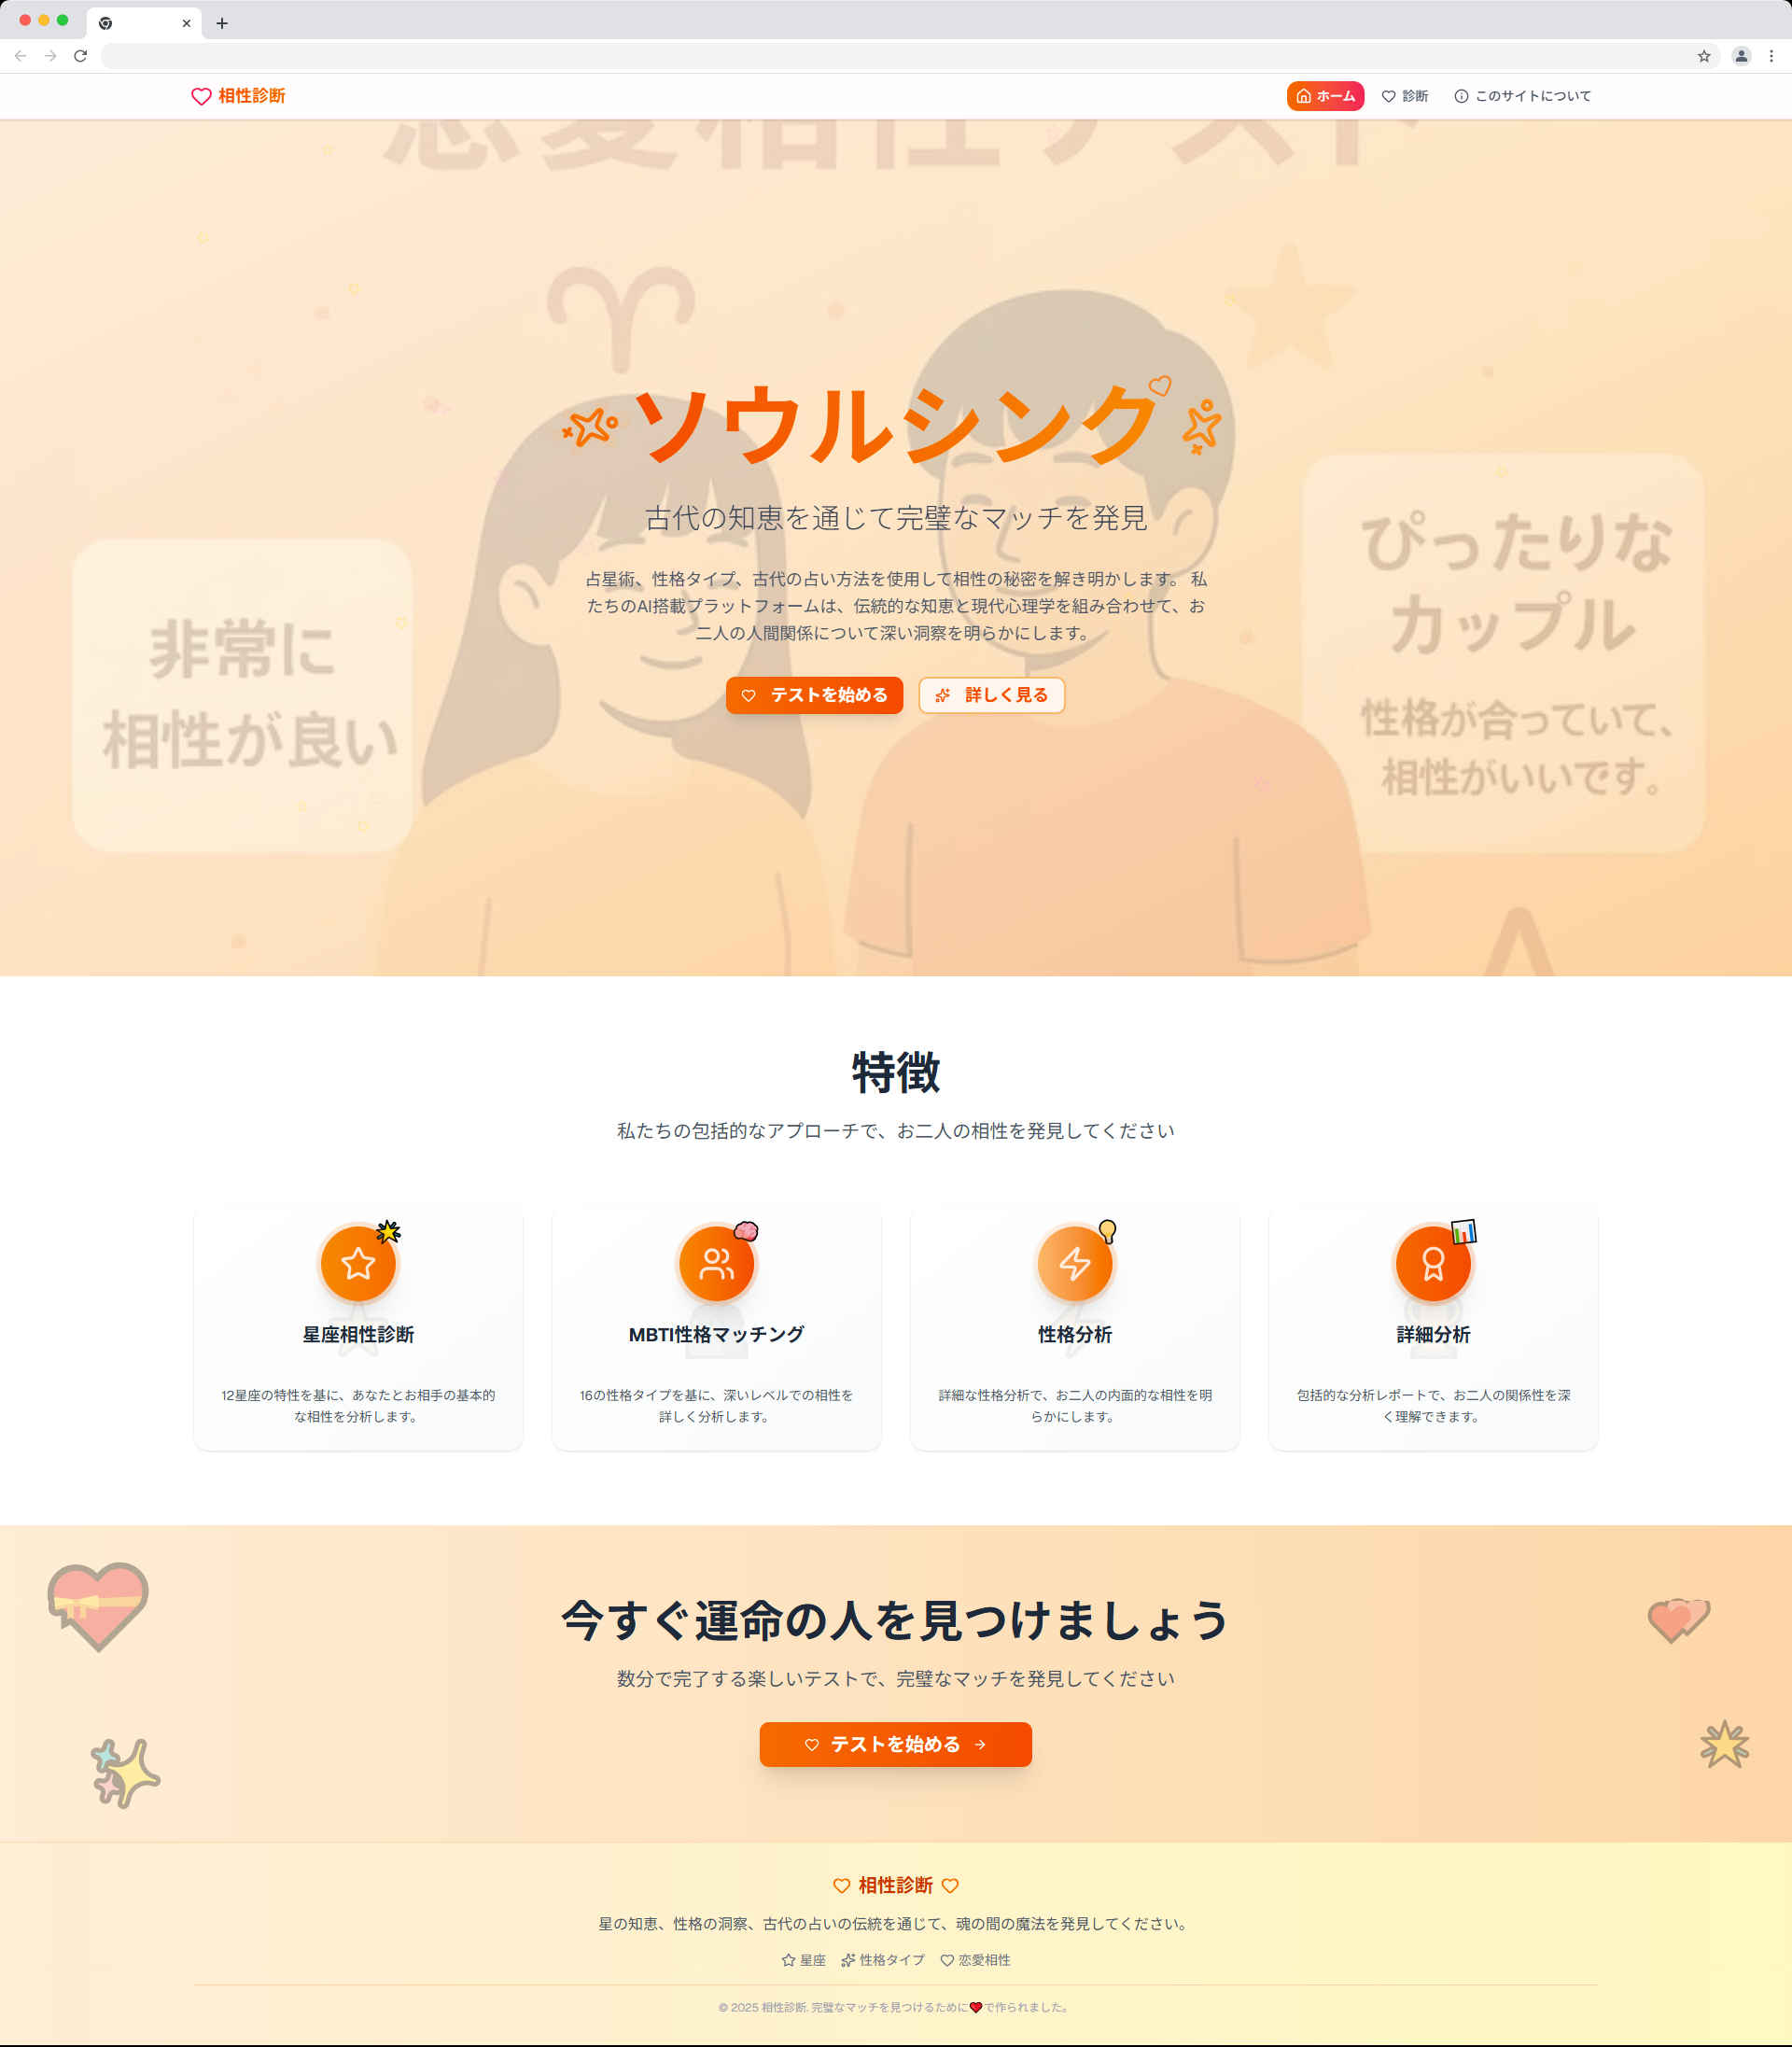 相性診断
ホーム
診断
このサイトについて
恋愛相性テスト
ソウルシンク
古代の知恵を通じて完璧なマッチを発見
占星術、性格タイプ、古代の占い方法を使用して相性の秘密を解き明かします。 私
たちのAI搭載プラットフォームは、伝統的な知恵と現代心理学を組み合わせて、お
二人の人間関係について深い洞察を明らかにします。
テストを始める
詳しく見る
非常に
相性が良い
ぴったりな
カップル
性格が合っていて、
相性がいいです。
特徴
私たちの包括的なアプローチで、お二人の相性を発見してください
星座相性診断
12星座の特性を基に、あなたとお相手の基本的
な相性を分析します。
MBTI性格マッチング
16の性格タイプを基に、深いレベルでの相性を
詳しく分析します。
性格分析
詳細な性格分析で、お二人の内面的な相性を明
らかにします。
詳細分析
包括的な分析レポートで、お二人の関係性を深
く理解できます。
今すぐ運命の人を見つけましょう
数分で完了する楽しいテストで、完璧なマッチを発見してください
テストを始める
相性診断
星の知恵、性格の洞察、古代の占いの伝統を通じて、魂の間の魔法を発見してください。
星座
性格タイプ
恋愛相性
© 2025 相性診断. 完璧なマッチを見つけるために❤️で作られました。